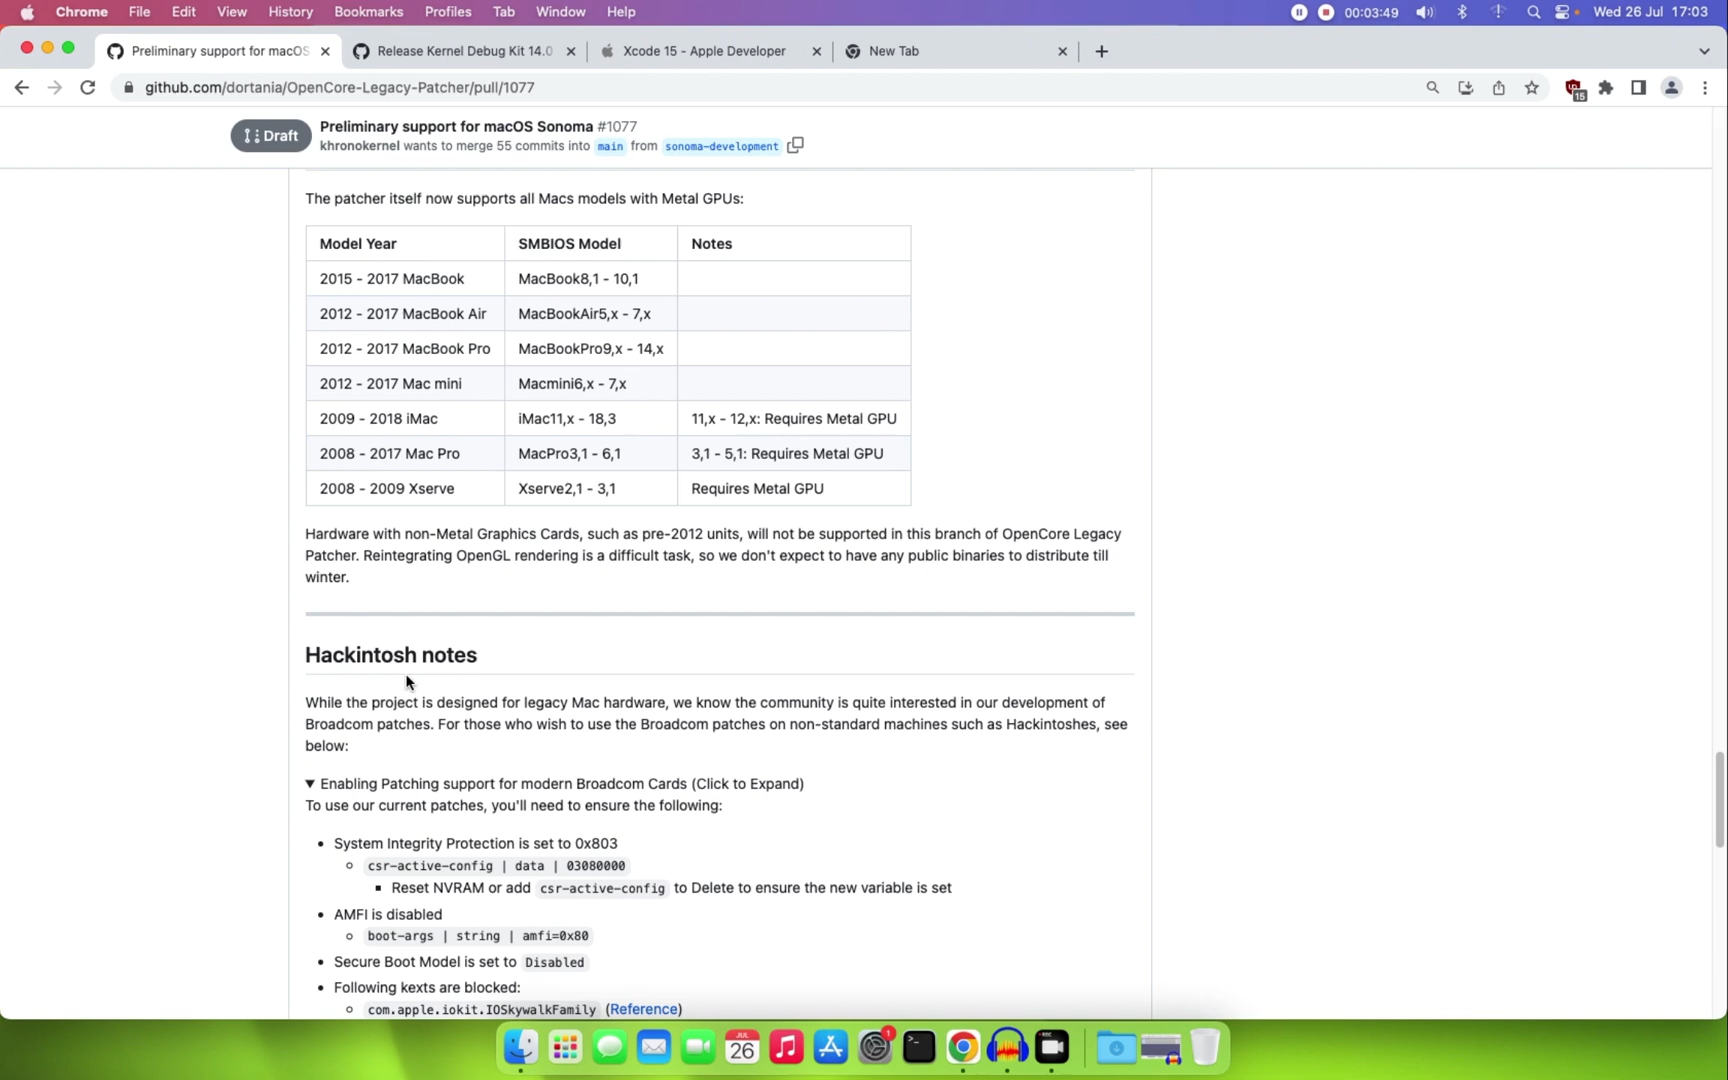 Chrome File Edit View History Bookmarks Profiles Tab Window Help 00:03:49 Wed 26 Jul 17:03
Preliminary support for macOS Release Kernel Debug Kit 14.0 Xcode 15 - Apple Developer New Tab
github.com/dortania/OpenCore-Legacy-Patcher/pull/1077 15
Draft
Preliminary support for macOS Sonoma #1077
khronokernel wants to merge 55 commits into main from sonoma-development
The patcher itself now supports all Macs models with Metal GPUs:
Model Year SMBIOS Model Notes
2015 - 2017 MacBook MacBook8,1 - 10,1
2012 - 2017 MacBook Air MacBookAir5,x - 7,x
2012 - 2017 MacBook Pro MacBookPro9,x - 14,x
2012 - 2017 Mac mini Macmini6,x - 7,x
2009 - 2018 iMac iMac11,x - 18,3 11,x - 12,x: Requires Metal GPU
2008 - 2017 Mac Pro MacPro3,1 - 6,1 3,1 - 5,1: Requires Metal GPU
2008 - 2009 Xserve Xserve2,1 - 3,1 Requires Metal GPU
Hardware with non-Metal Graphics Cards, such as pre-2012 units, will not be supported in this branch of OpenCore Legacy
Patcher. Reintegrating OpenGL rendering is a difficult task, so we don't expect to have any public binaries to distribute till
winter.
Hackintosh notes
While the project is designed for legacy Mac hardware, we know the community is quite interested in our development of
Broadcom patches. For those who wish to use the Broadcom patches on non-standard machines such as Hackintoshes, see
below:
▼ Enabling Patching support for modern Broadcom Cards (Click to Expand)
To use our current patches, you'll need to ensure the following:
• System Integrity Protection is set to 0x803
csr-active-config | data | 03080000
Reset NVRAM or add csr-active-config to Delete to ensure the new variable is set
• AMFI is disabled
boot-args | string | amfi=0x80
• Secure Boot Model is set to Disabled
• Following kexts are blocked:
com.apple.iokit.IOSkywalkFamily (Reference)
JUL
26
1